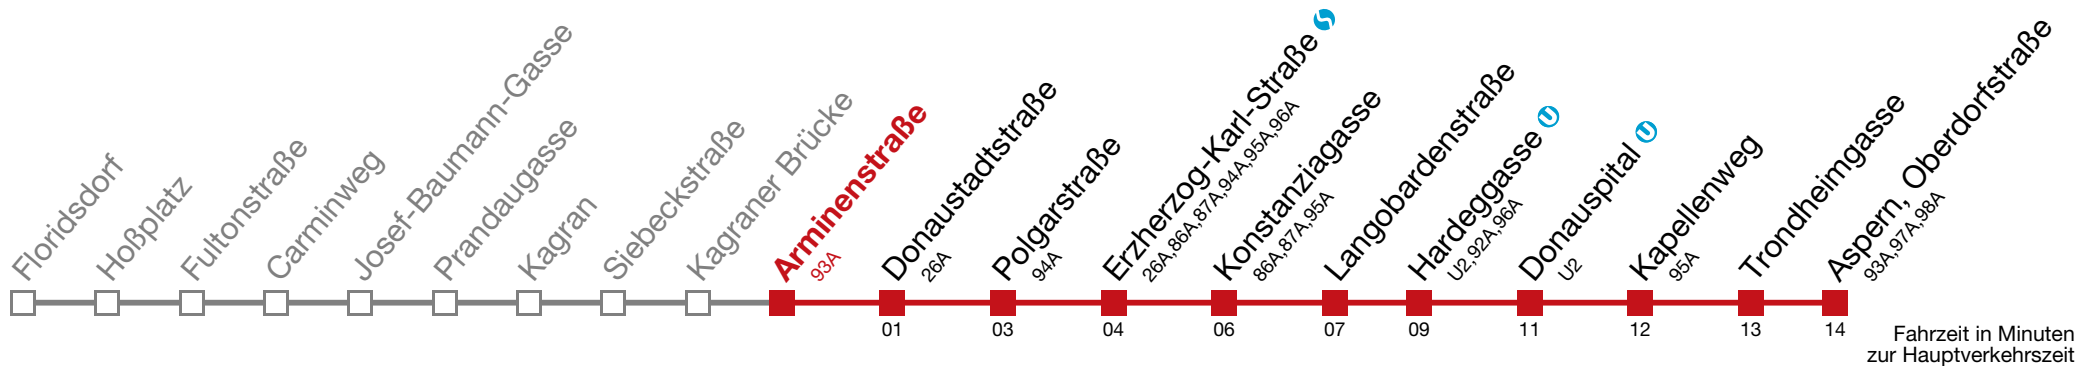 Floridsdorf
Hoßplatz
Fultonstraße
Carminweg
Josef-Baumann-Gasse
Prandaugasse
Kagran
Siebeckstraße
Kagraner Brücke
Arminenstraße
93A
Donaustadtstraße
26A
01
Polgarstraße
94A
03
Erzherzog-Karl-Straße S
26A,86A,87A,94A,95A,96A
04
Konstanziagasse
86A,87A,95A
06
Langobardenstraße
07
Hardeggasse U
U2,92A,96A
09
Donauspital U
U2
11
Kapellenweg
95A
12
Trondheimgasse
13
Aspern, Oberdorfstraße
93A,97A,98A
14
Fahrzeit in Minuten
zur Hauptverkehrszeit